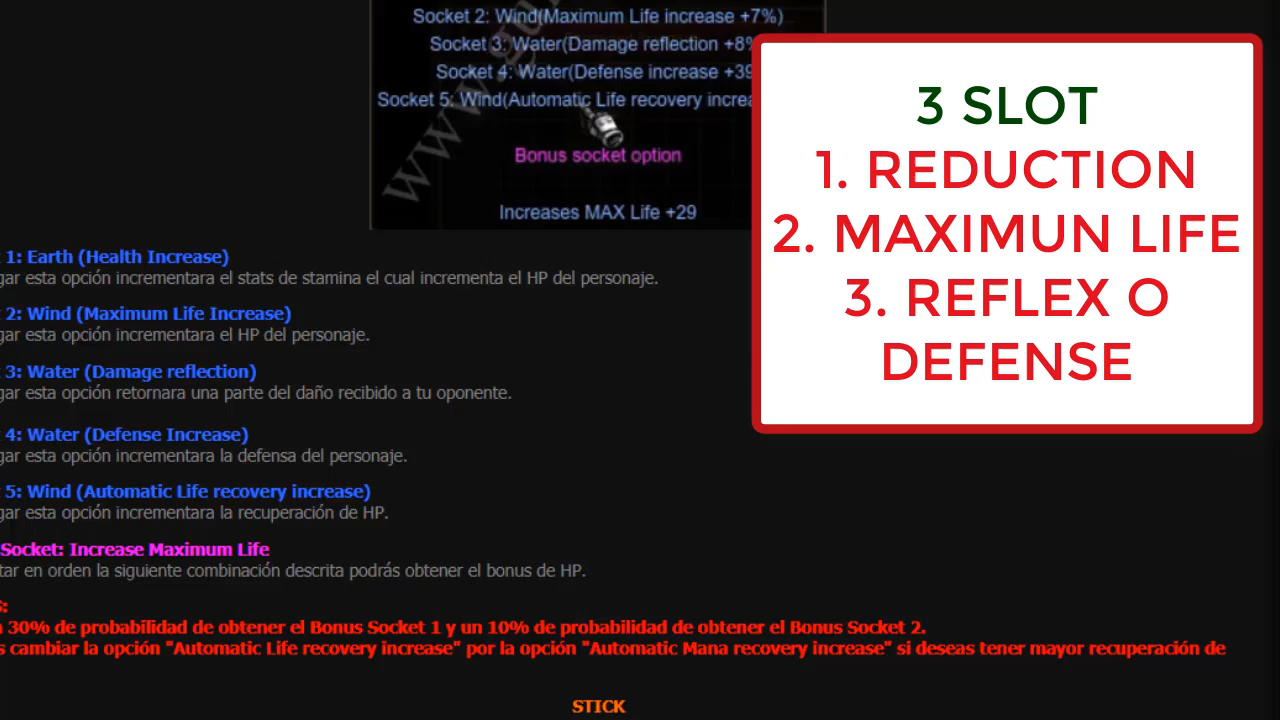 Socket 2: Wind(Maximum Life increase +7%)
Socket 3: Water(Damage reflection +8%
Socket 4: Water(Defense increase +39
Socket 5: Wind(Automatic Life recovery increa
Bonus socket option
Increases MAX Life +29
3 SLOT
1. REDUCTION
2. MAXIMUN LIFE
3. REFLEX O
DEFENSE
1: Earth (Health Increase)
gar esta opción incrementara el stats de stamina el cual incrementa el HP del personaje.
2: Wind (Maximum Life Increase)
gar esta opción incrementara el HP del personaje.
3: Water (Damage reflection)
gar esta opción retornara una parte del daño recibido a tu oponente.
4: Water (Defense Increase)
gar esta opción incrementara la defensa del personaje.
5: Wind (Automatic Life recovery increase)
gar esta opción incrementara la recuperación de HP.
Socket: Increase Maximum Life
tar en orden la siguiente combinación descrita podrás obtener el bonus de HP.
s:
30% de probabilidad de obtener el Bonus Socket 1 y un 10% de probabilidad de obtener el Bonus Socket 2.
s cambiar la opción "Automatic Life recovery increase" por la opción "Automatic Mana recovery increase" si deseas tener mayor recuperación de
STICK